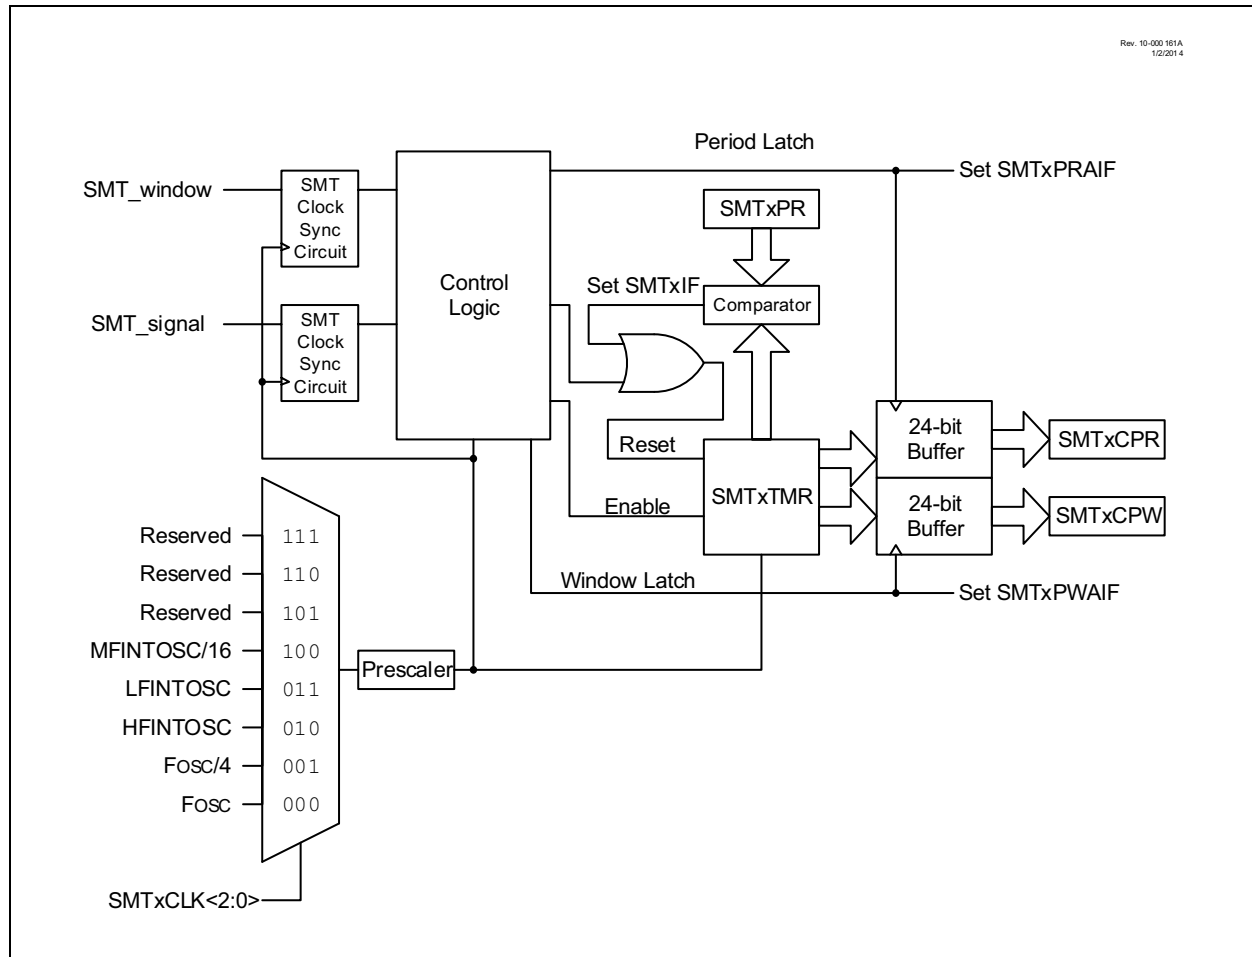 Rev. 10-000 161A
1/2/201 4
Period Latch
Set SMTxPRAIF
SMT_window
SMT
Clock
Sync
Circuit
SMTxPR
Control
Logic
Set SMTxIF
Comparator
SMT_signal
SMT
Clock
Sync
Circuit
24-bit
Buffer
SMTxCPR
Reset
SMTxTMR
Enable
24-bit
Buffer
SMTxCPW
Window Latch
Set SMTxPWAIF
Reserved 111
Reserved 110
Reserved 101
MFINTOSC/16 100
Prescaler
LFINTOSC 011
HFINTOSC 010
FOSC/4 001
FOSC 000
SMTxCLK<2:0>